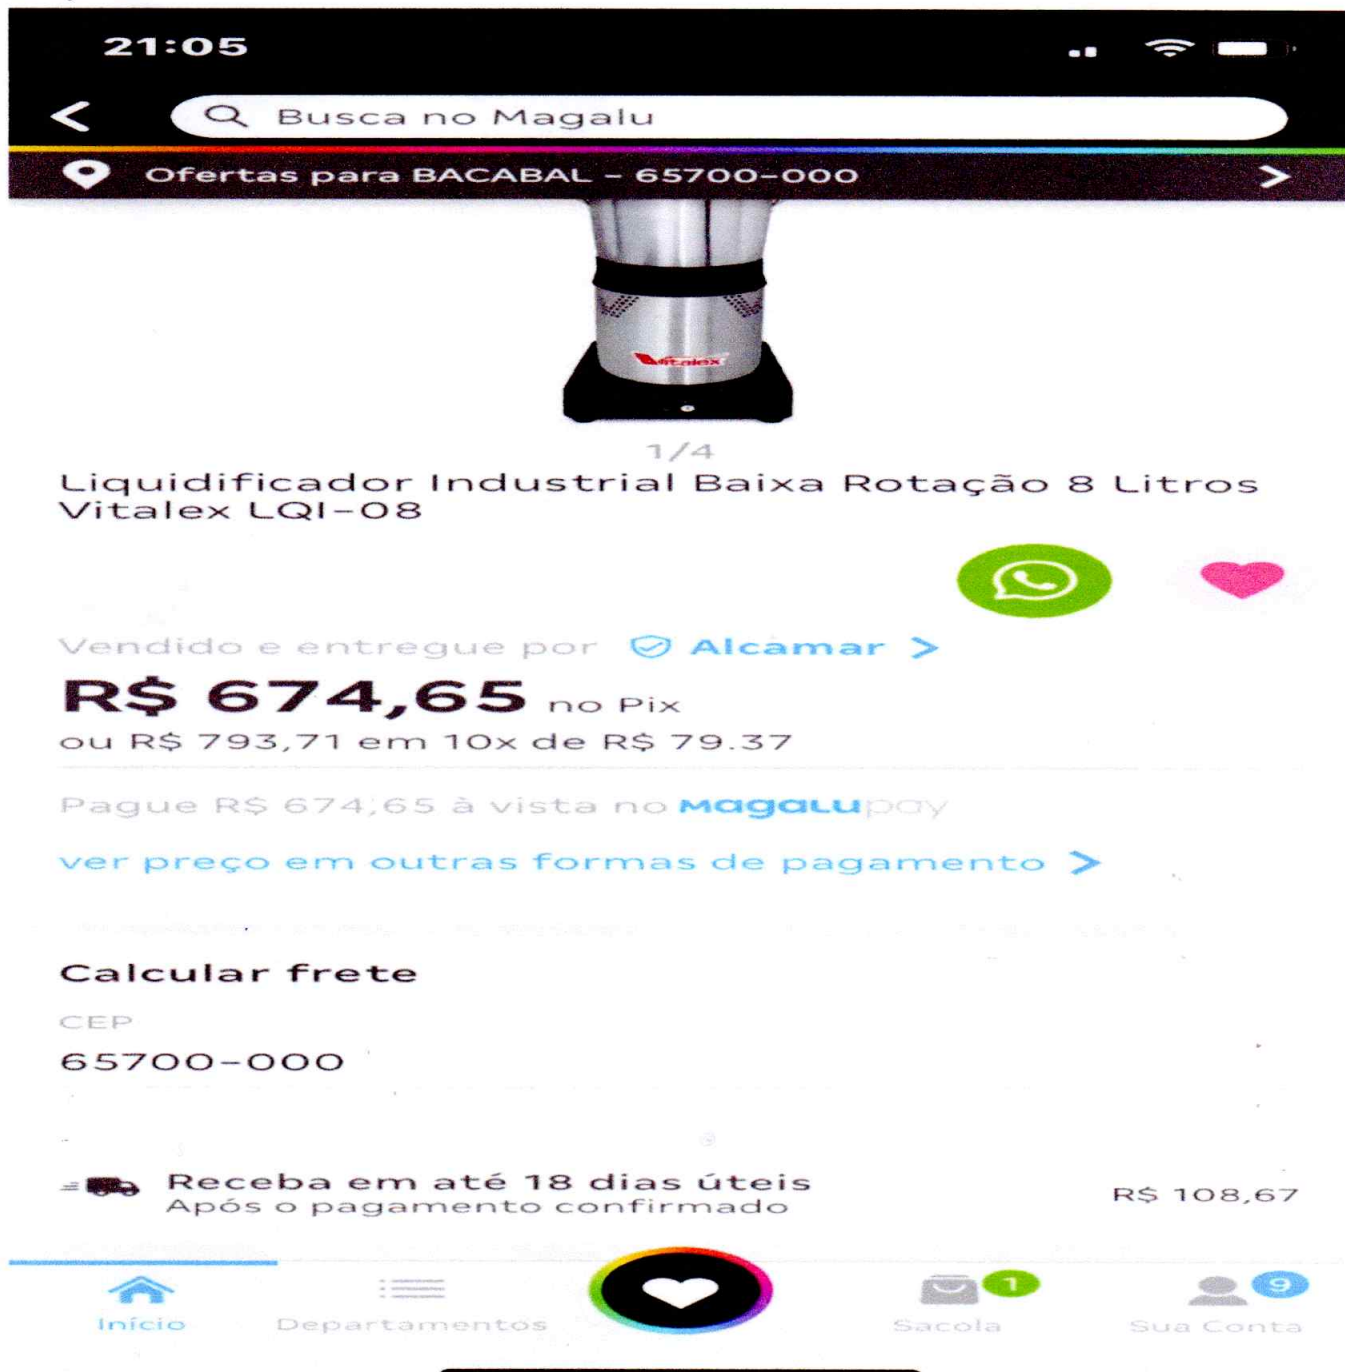 21:05
Busca no Magalu
Ofertas para BACABAL - 65700-000
Vitalex
1/4
Liquidificador Industrial Baixa Rotação 8 Litros
Vitalex LQI-08
Vendido e entregue por Alcamar >
R$ 674,65 no Pix
ou R$ 793,71 em 10x de R$ 79.37
Pague R$ 674,65 à vista no Magalupay
ver preço em outras formas de pagamento >
Calcular frete
CEP
65700-000
Receba em até 18 dias úteis
R$ 108,67
Após o pagamento confirmado
1
9
Início
Departamentos
Sacola
Sua Conta